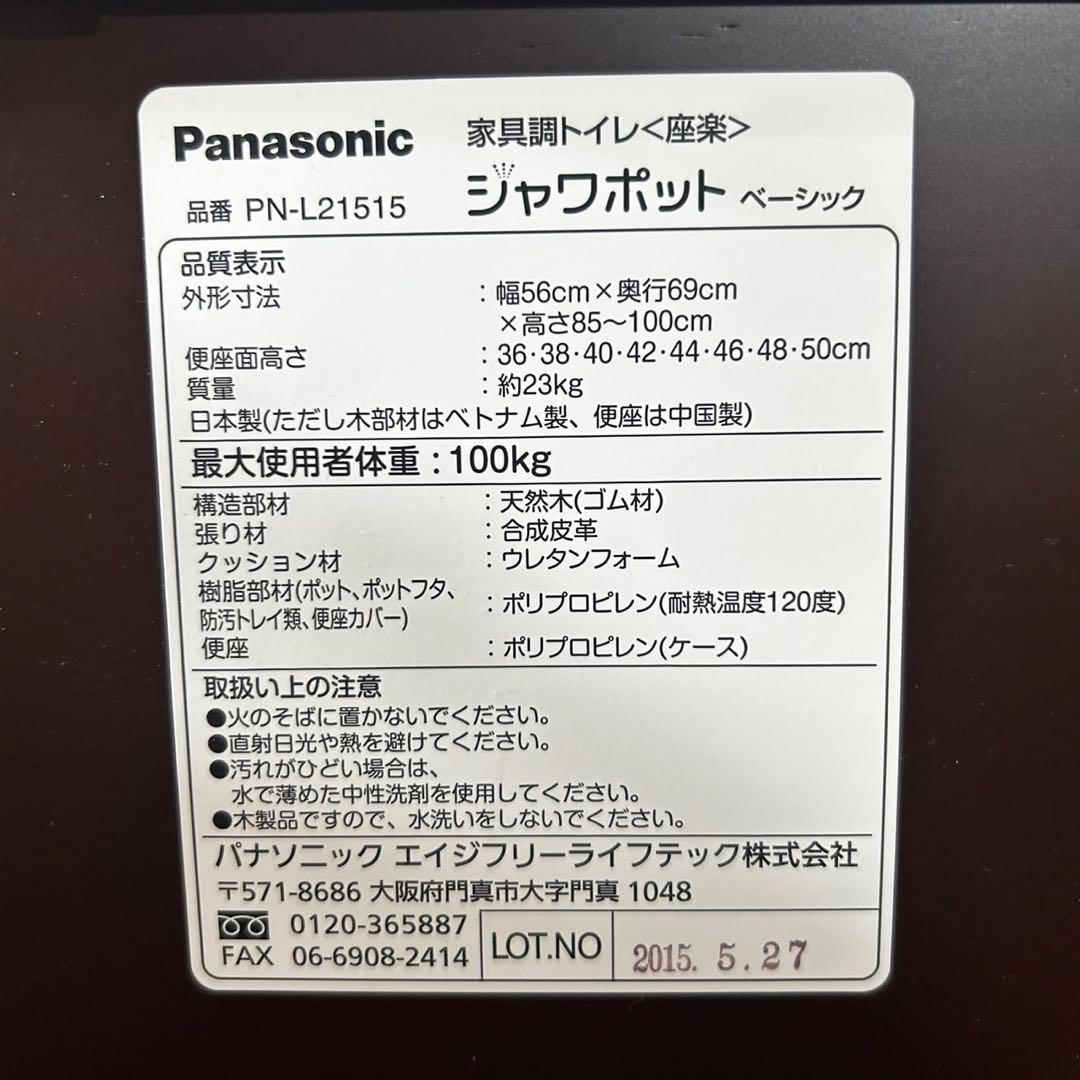 Panasonic 家具調トイレ<座楽>
品番 PN-L21515 ジャワポット ベーシック
品質表示
外形寸法 : 幅56cm×奥行69cm
×高さ85〜100cm
便座面高さ : 36・38・40・42・44・46・48・50cm
質量 : 約23kg
日本製(ただし木部材はベトナム製、便座は中国製)
最大使用者体重 : 100kg
構造部材 : 天然木(ゴム材)
張り材 : 合成皮革
クッション材 : ウレタンフォーム
樹脂部材(ポット、ポットフタ、
防汚トレイ類、便座カバー) : ポリプロピレン(耐熱温度120度)
便座 : ポリプロピレン(ケース)
取扱い上の注意
●火のそばに置かないでください。
●直射日光や熱を避けてください。
●汚れがひどい場合は、
水で薄めた中性洗剤を使用してください。
●木製品ですので、水洗いをしないでください。
パナソニック エイジフリーライフテック株式会社
〒571-8686 大阪府門真市大字門真 1048
0120-365887
FAX 06-6908-2414
LOT.NO 2015. 5.27